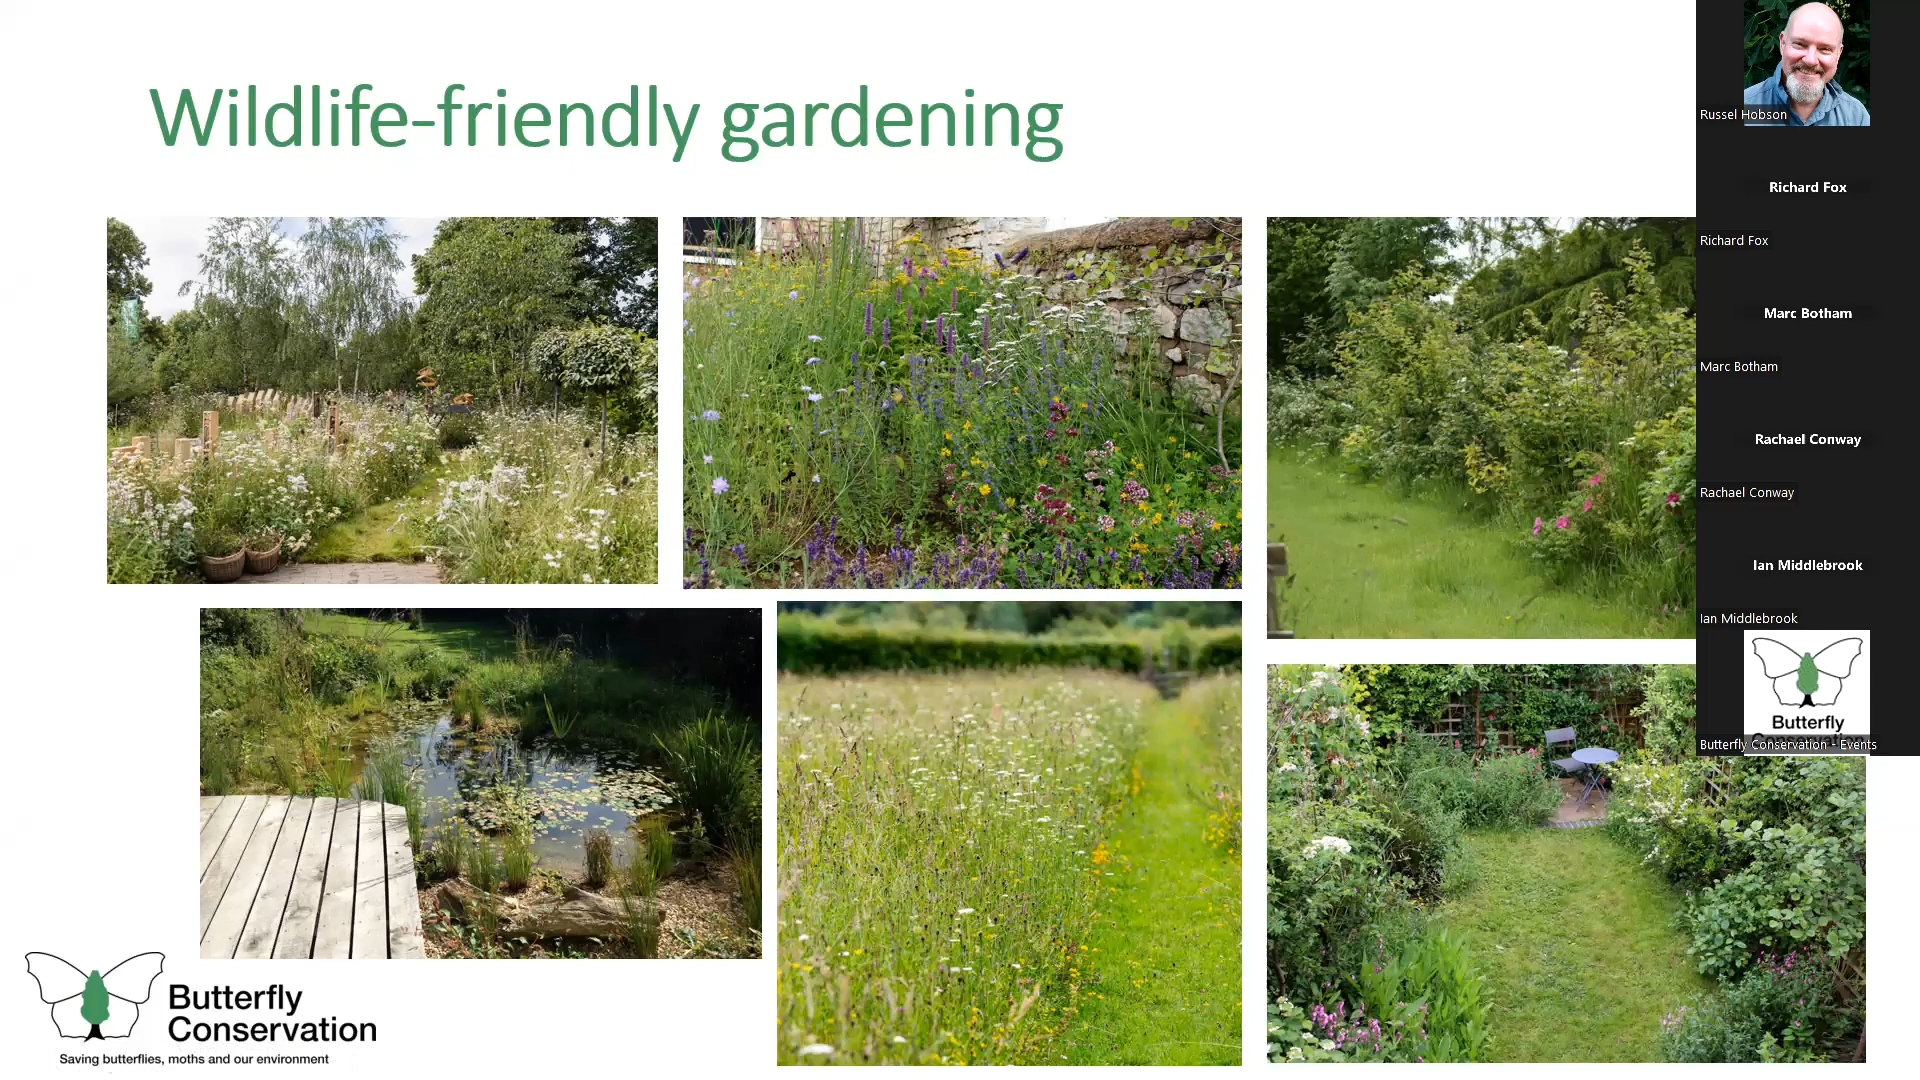 Wildlife-friendly gardening
Russel Hobson
Richard Fox
Richard Fox
Marc Botham
Marc Botham
Rachael Conway
Rachael Conway
Ian Middlebrook
Ian Middlebrook
Butterfly
Conservation
Butterfly Conservation - Events
Butterfly
Conservation
Saving butterflies, moths and our environment